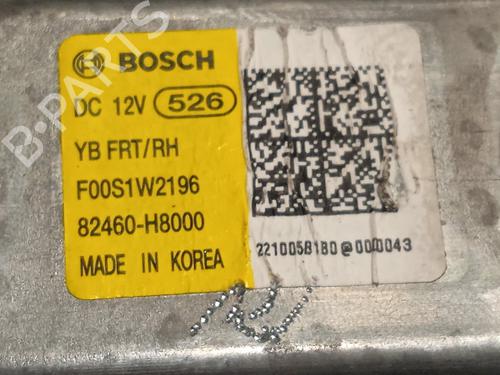 BOSCH
DC 12V 526
YB FRT/RH
F00S1W2196
82460-H8000
MADE IN KOREA
2210058180@000043
B-PARTS